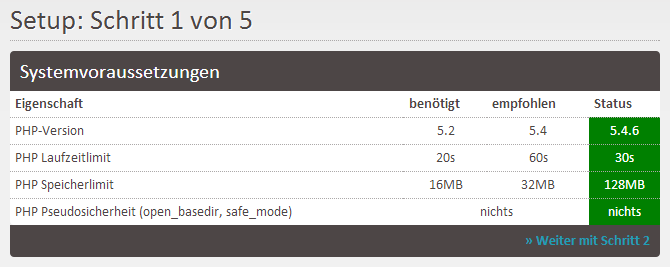 Setup: Schritt 1 von 5
Systemvoraussetzungen
Eigenschaft benötigt empfohlen Status
PHP-Version 5.2 5.4 5.4.6
PHP Laufzeitlimit 20s 60s 30s
PHP Speicherlimit 16MB 32MB 128MB
PHP Pseudosicherheit (open_basedir, safe_mode) nichts nichts
» Weiter mit Schritt 2